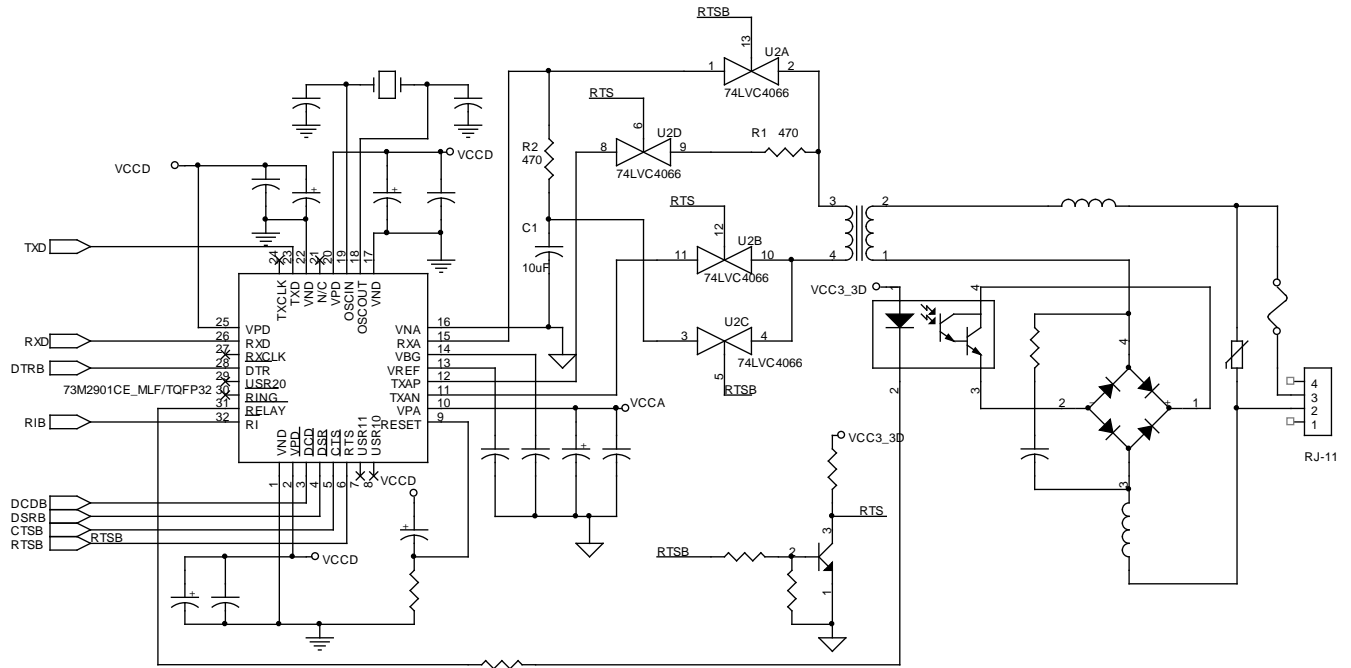 RTSB
13
U2A
1
2
74LVC4066
RTS
6
U2D
8
9
74LVC4066
R1 470
R2
470
VCCD
VCCD
C1
10uF
RTS
12
U2B
11
10
74LVC4066
3
4
2
1
U2C
3
4
74LVC4066
5
RTSB
VCC3_3D
1
4
2
3
TXD
24
23
22
21
20
19
18
17
TXCLK
TXD
VND
N/C
VPD
OSCIN
OSCOUT
VND
25
VPD
26
RXD
27
RXCLK
28
DTR
29
USR20
30
RING
31
RELAY
32
RI
VNA
16
RXA
15
VBG
14
VREF
13
TXAP
12
TXAN
11
VPA
10
RESET
9
RXD
DTRB
73M2901CE_MLF/TQFP32
RIB
VND
VPD
DCD
DSR
CTS
RTS
USR11
USR10
1
2
3
4
5
6
7
8
VCCA
VCCD
DCDB
DSRB
CTSB
RTSB
RTSB
VCCD
VCC3_3D
RTS
3
RTSB
2
1
4
2
-
+
1
3
4
3
2
1
RJ-11